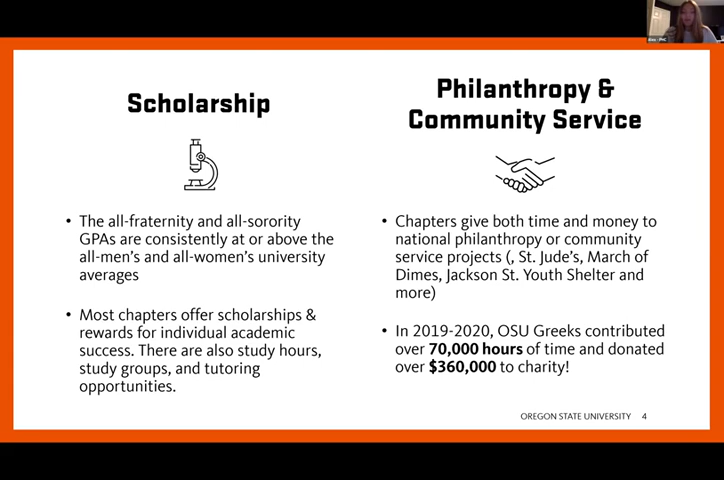 Scholarship
• The all-fraternity and all-sorority
GPAs are consistently at or above the
all-men's and all-women's university
averages
• Most chapters offer scholarships &
rewards for individual academic
success. There are also study hours,
study groups, and tutoring
opportunities.
Philanthropy &
Community Service
• Chapters give both time and money to
national philanthropy or community
service projects (, St. Jude's, March of
Dimes, Jackson St. Youth Shelter and
more)
• In 2019-2020, OSU Greeks contributed
over 70,000 hours of time and donated
over $360,000 to charity!
OREGON STATE UNIVERSITY 4